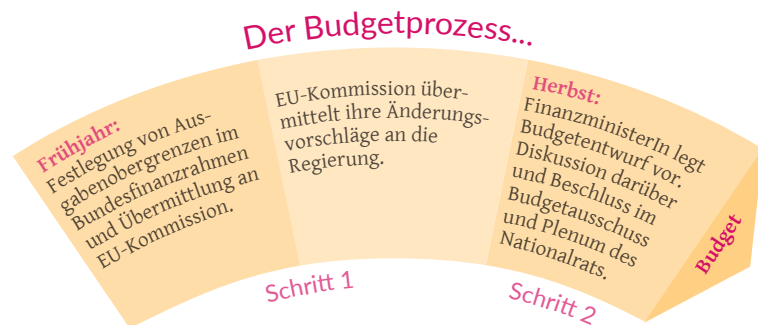 Der Budgetprozess...
Frühjahr:
Festlegung von Aus-
gabenobergrenzen im
Bundesfinanzrahmen
und Übermittlung an
EU-Kommission.
EU-Kommission über-
mittelt ihre Änderungs-
vorschläge an die
Regierung.
Herbst:
FinanzministerIn legt
Budgetentwurf vor.
Diskussion darüber
und Beschluss im
Budgetausschuss
und Plenum des
Nationalrats.
Budget
Schritt 1
Schritt 2